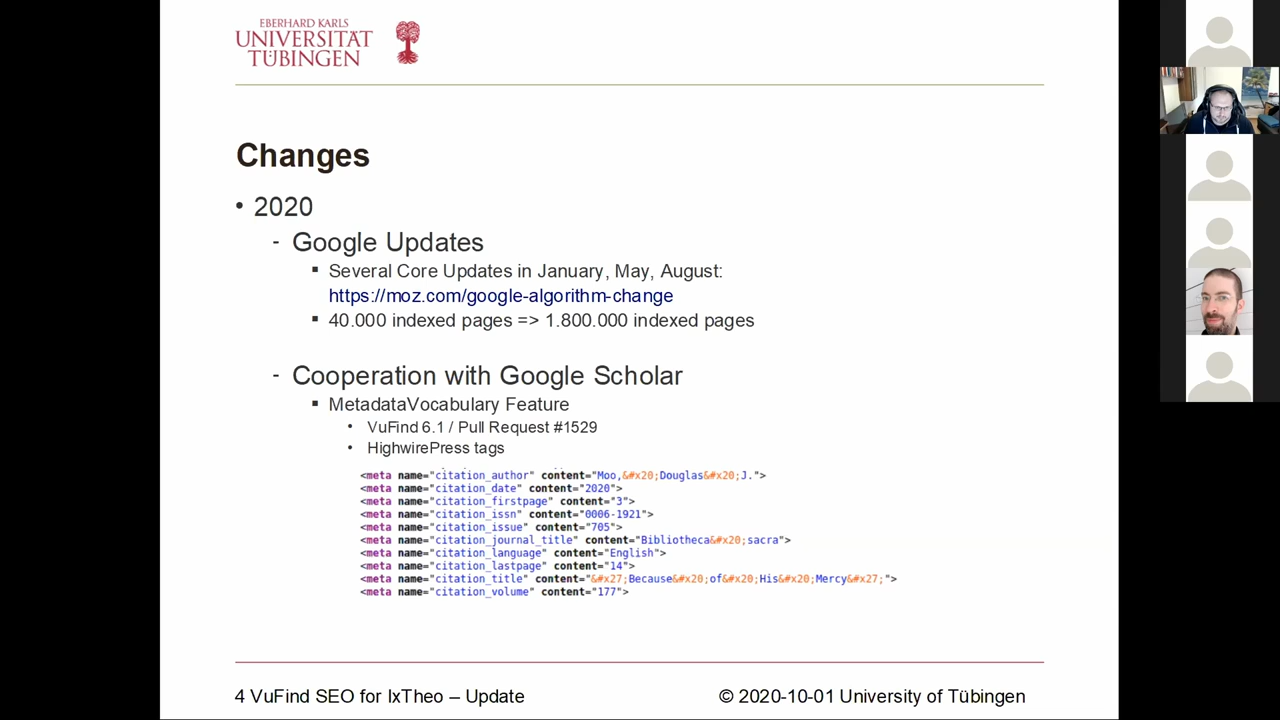 EBERHARD KARLS
UNIVERSITÄT
TÜBINGEN
Changes
• 2020
- Google Updates
▪ Several Core Updates in January, May, August:
https://moz.com/google-algorithm-change
▪ 40.000 indexed pages => 1.800.000 indexed pages
- Cooperation with Google Scholar
▪ MetadataVocabulary Feature
• VuFind 6.1 / Pull Request #1529
• HighwirePress tags
<meta name="citation_author" content="Moo,&#x20;Douglas&#x20;J.">
<meta name="citation_date" content="2020">
<meta name="citation_firstpage" content="3">
<meta name="citation_issn" content="0006-1921">
<meta name="citation_issue" content="705">
<meta name="citation_journal_title" content="Bibliotheca&#x20;sacra">
<meta name="citation_language" content="English">
<meta name="citation_lastpage" content="14">
<meta name="citation_title" content="&#x27;Because&#x20;of&#x20;His&#x20;Mercy&#x27;">
<meta name="citation_volume" content="177">
4 VuFind SEO for IxTheo – Update
© 2020-10-01 University of Tübingen